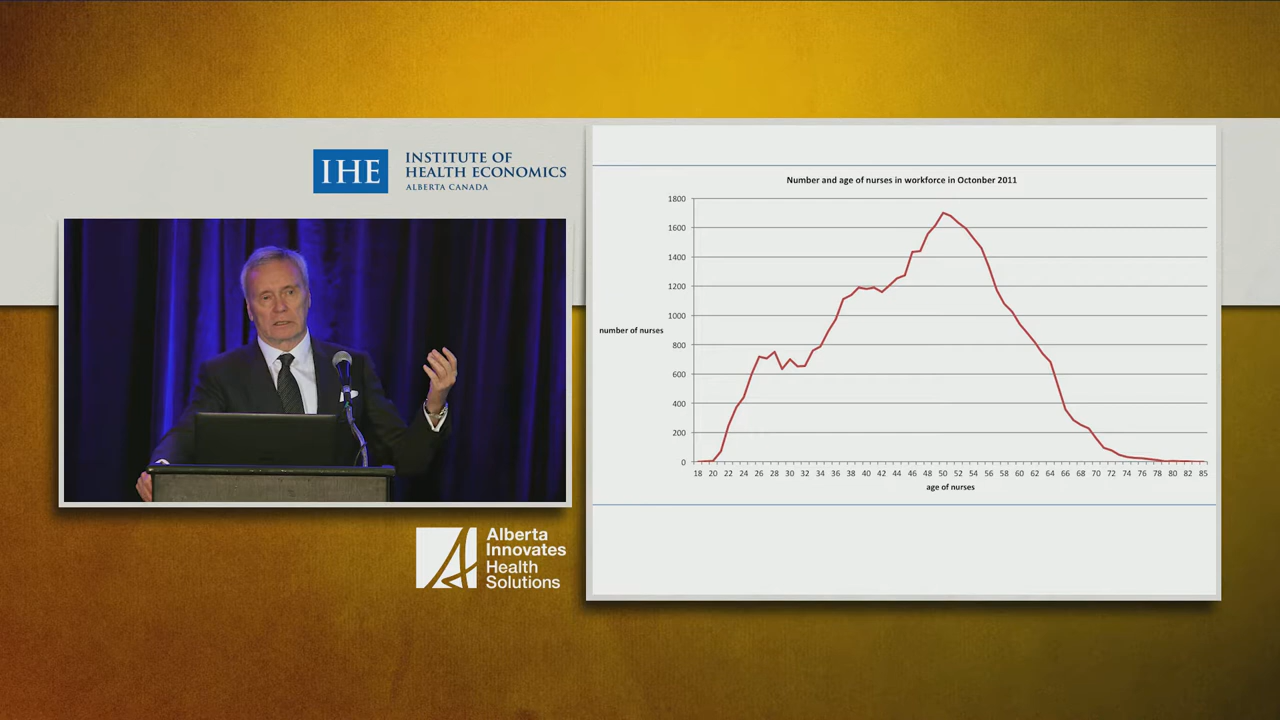 IHE
INSTITUTE OF
HEALTH ECONOMICS
ALBERTA CANADA
Alberta
Innovates
Health
Solutions
Number and age of nurses in workforce in Octonber 2011
1800
1600
1400
1200
1000
800
600
400
200
0
number of nurses
18 20 22 24 26 28 30 32 34 36 38 40 42 44 46 48 50 52 54 56 58 60 62 64 66 68 70 72 74 76 78 80 82 85
age of nurses